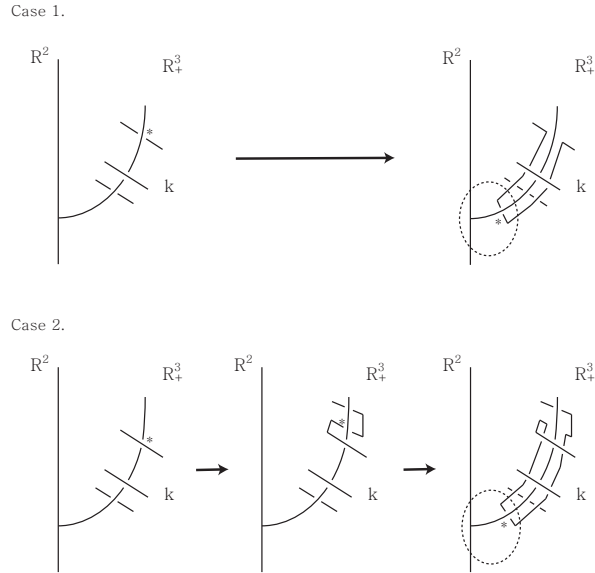 Case 1.
R² R³₊ R² R³₊
*
k k
*
Case 2.
R² R³₊ R² R³₊ R² R³₊
* *
k k k
*